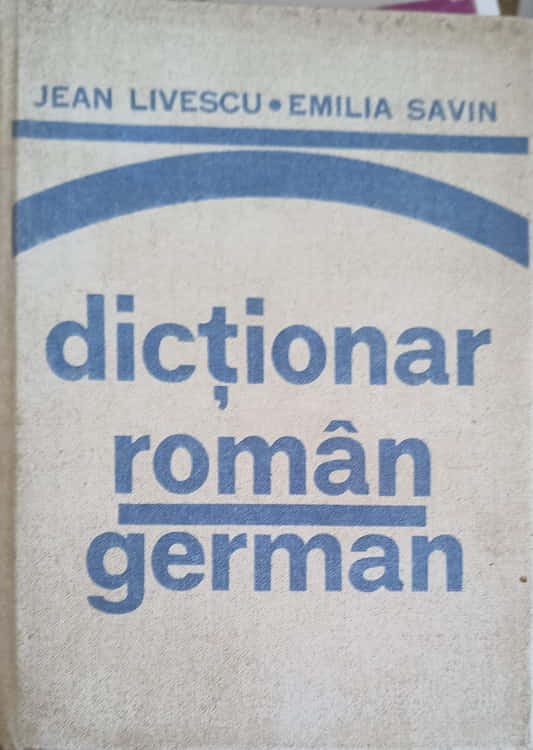 JEAN LIVESCU • EMILIA SAVIN
dicționar
român
german